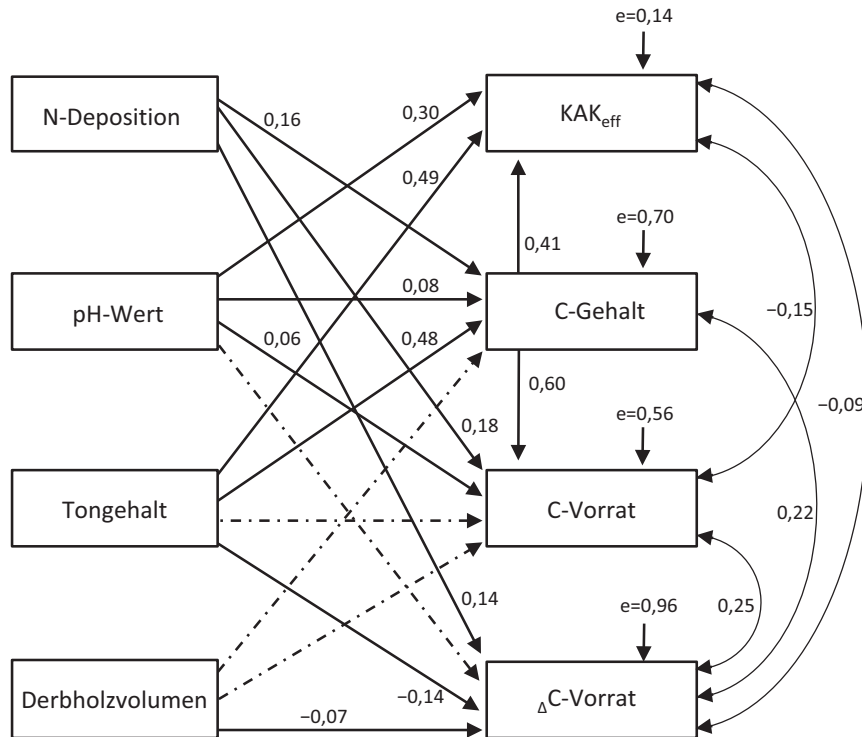 e=0,14
N-Deposition
KAKeff
0,16
0,30
0,49
e=0,70
0,41
pH-Wert
0,08
C-Gehalt
−0,15
0,06
0,48
0,60
−0,09
0,18
e=0,56
Tongehalt
C-Vorrat
0,22
0,14
e=0,96
0,25
Derbholzvolumen
−0,14
ΔC-Vorrat
−0,07